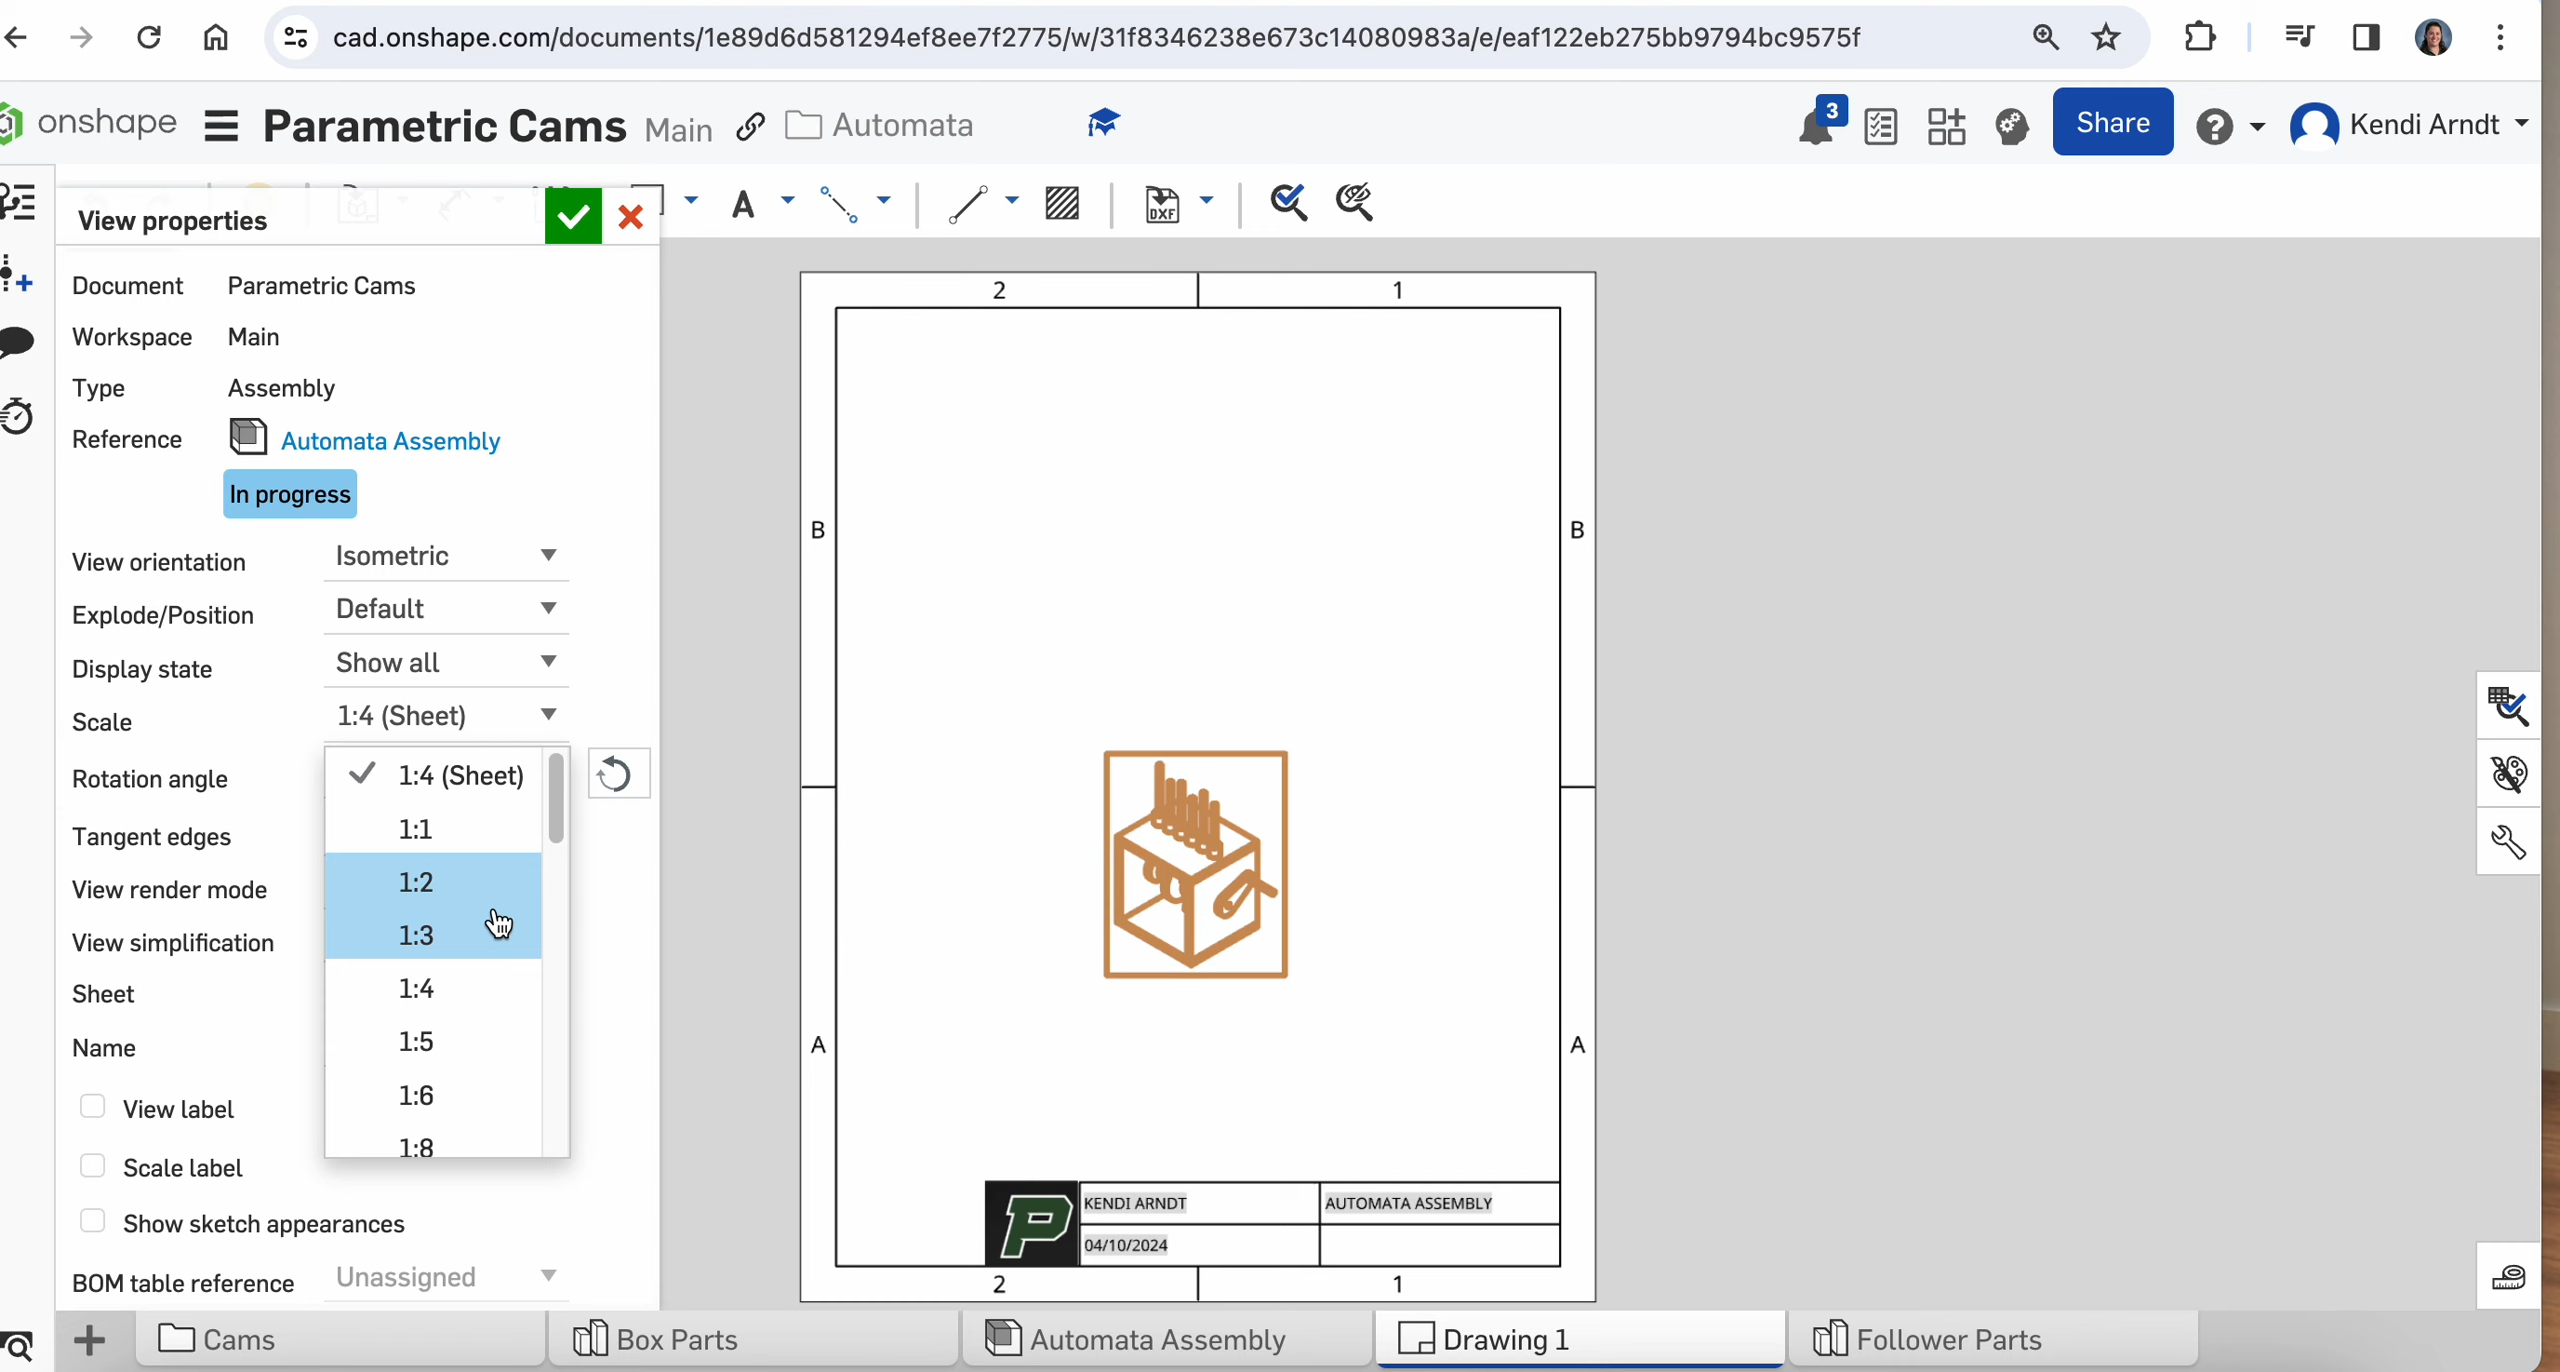 cad.onshape.com/documents/1e89d6d581294ef8ee7f2775/w/31f8346238e673c14080983a/e/eaf122eb275bb9794bc9575f
onshape Parametric Cams Main Automata 3 Share Kendi Arndt
A DXF
View properties
Document Parametric Cams
Workspace Main
Type Assembly
Reference Automata Assembly
In progress
View orientation Isometric
Explode/Position Default
Display state Show all
Scale 1:4 (Sheet)
Rotation angle
Tangent edges
View render mode
View simplification
Sheet
Name
1:4 (Sheet)
1:1
1:2
1:3
1:4
1:5
1:6
1:8
View label
Scale label
Show sketch appearances
BOM table reference Unassigned
2 1
B B
A A
P
KENDI ARNDT AUTOMATA ASSEMBLY
04/10/2024
2 1
Cams Box Parts Automata Assembly Drawing 1 Follower Parts